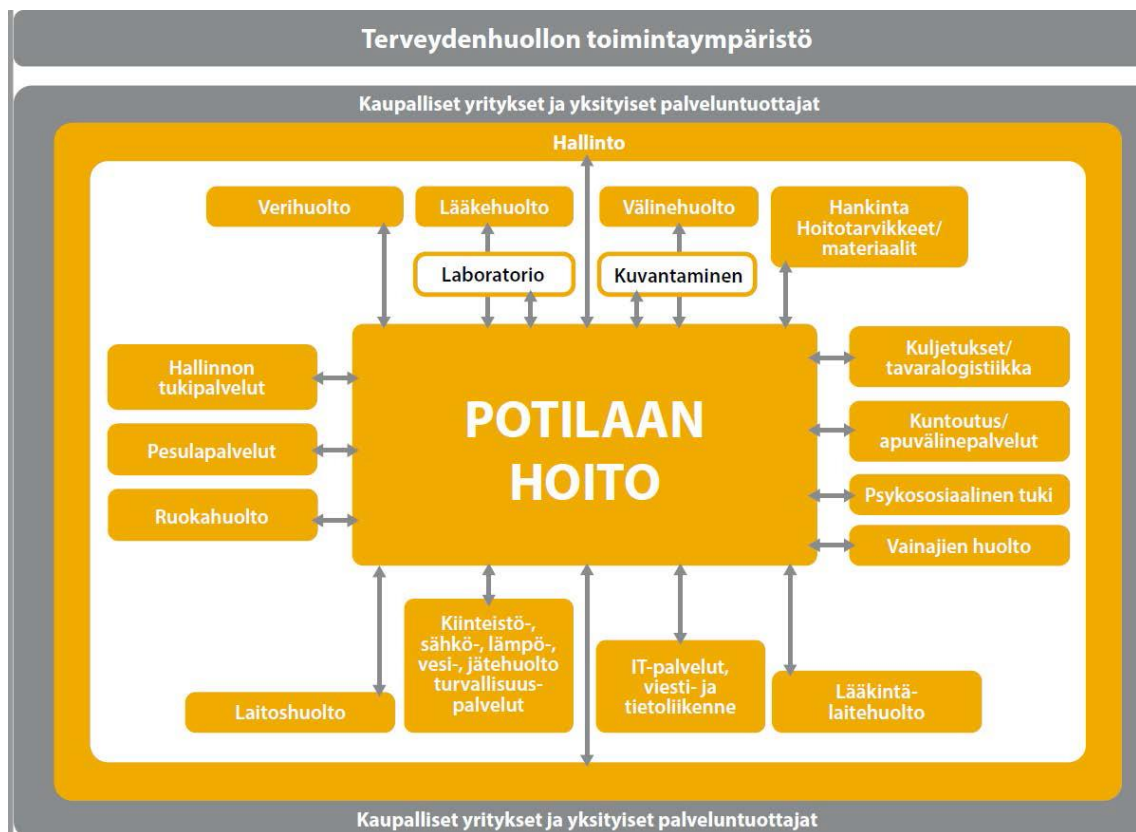 Terveydenhuollon toimintaympäristö
Kaupalliset yritykset ja yksityiset palveluntuottajat
Hallinto
Verihuolto
Lääkehuolto
Välinehuolto
Hankinta
Hoitotarvikkeet/
materiaalit
Laboratorio
Kuvantaminen
Hallinnon
tukipalvelut
Pesulapalvelut
Ruokahuolto
POTILAAN
HOITO
Kuljetukset/
tavaralogistiikka
Kuntoutus/
apuvälinepalvelut
Psykososiaalinen tuki
Vainajien huolto
Laitoshuolto
Kiinteistö-,
sähkö-, lämpö-,
vesi-, jätehuolto
turvallisuus-
palvelut
IT-palvelut,
viesti- ja
tietoliikenne
Lääkintä-
laitehuolto
Kaupalliset yritykset ja yksityiset palveluntuottajat